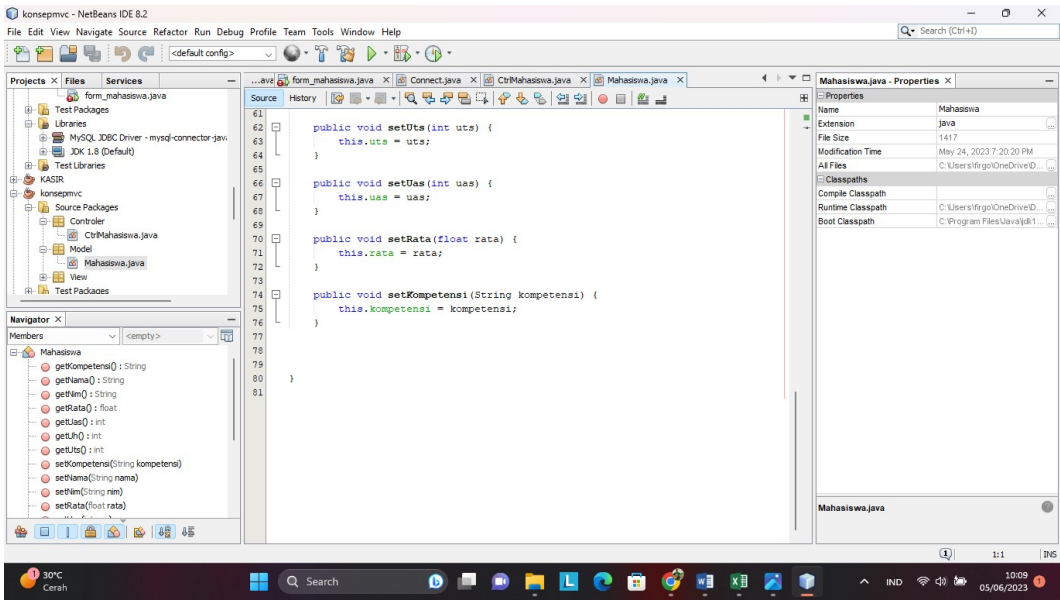 konsepmvc - NetBeans IDE 8.2
File Edit View Navigate Source Refactor Run Debug Profile Team Tools Window Help
Search (Ctrl+I)
<default config>
Projects Files Services
form_mahasiswa.java
Test Packages
Libraries
MySQL JDBC Driver - mysql-connector-java
JDK 1.8 (Default)
Test Libraries
KASIR
konsepmvc
Source Packages
Controler
CtrlMahasiswa.java
Model
Mahasiswa.java
View
Test Packages
Navigator
Members <empty>
Mahasiswa
getKompetensi() : String
getNama() : String
getNim() : String
getRata() : float
getUas() : int
getUh() : int
getUts() : int
setKompetensi(String kompetensi)
setNama(String nama)
setNim(String nim)
setRata(float rata)
...ava form_mahasiswa.java Connect.java CtrlMahasiswa.java Mahasiswa.java
Source History
61
62 public void setUts(int uts) {
63 this.uts = uts;
64 }
65
66 public void setUas(int uas) {
67 this.uas = uas;
68 }
69
70 public void setRata(float rata) {
71 this.rata = rata;
72 }
73
74 public void setKompetensi(String kompetensi) {
75 this.kompetensi = kompetensi;
76 }
77
78
79
80 }
81
Mahasiswa.java - Properties
Properties
Name Mahasiswa
Extension java
File Size 1417
Modification Time May 24, 2023 7:20:20 PM
All Files C:\Users\firgo\OneDrive\D...
Classpaths
Compile Classpath
Runtime Classpath C:\Users\firgo\OneDrive\D...
Boot Classpath C:\Program Files\Java\jdk1...
Mahasiswa.java
1 1:1 INS
1 30°C
Cerah
Search
IND
10:09
05/06/2023
1